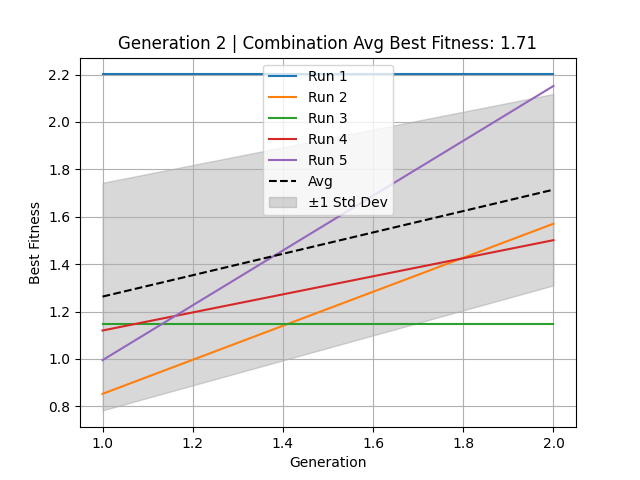 Generation 2 | Combination Avg Best Fitness: 1.71
2.2
2.0
1.8
1.6
1.4
1.2
1.0
0.8
Best Fitness
Run 1
Run 2
Run 3
Run 4
Run 5
Avg
±1 Std Dev
1.0 1.2 1.4 1.6 1.8 2.0
Generation